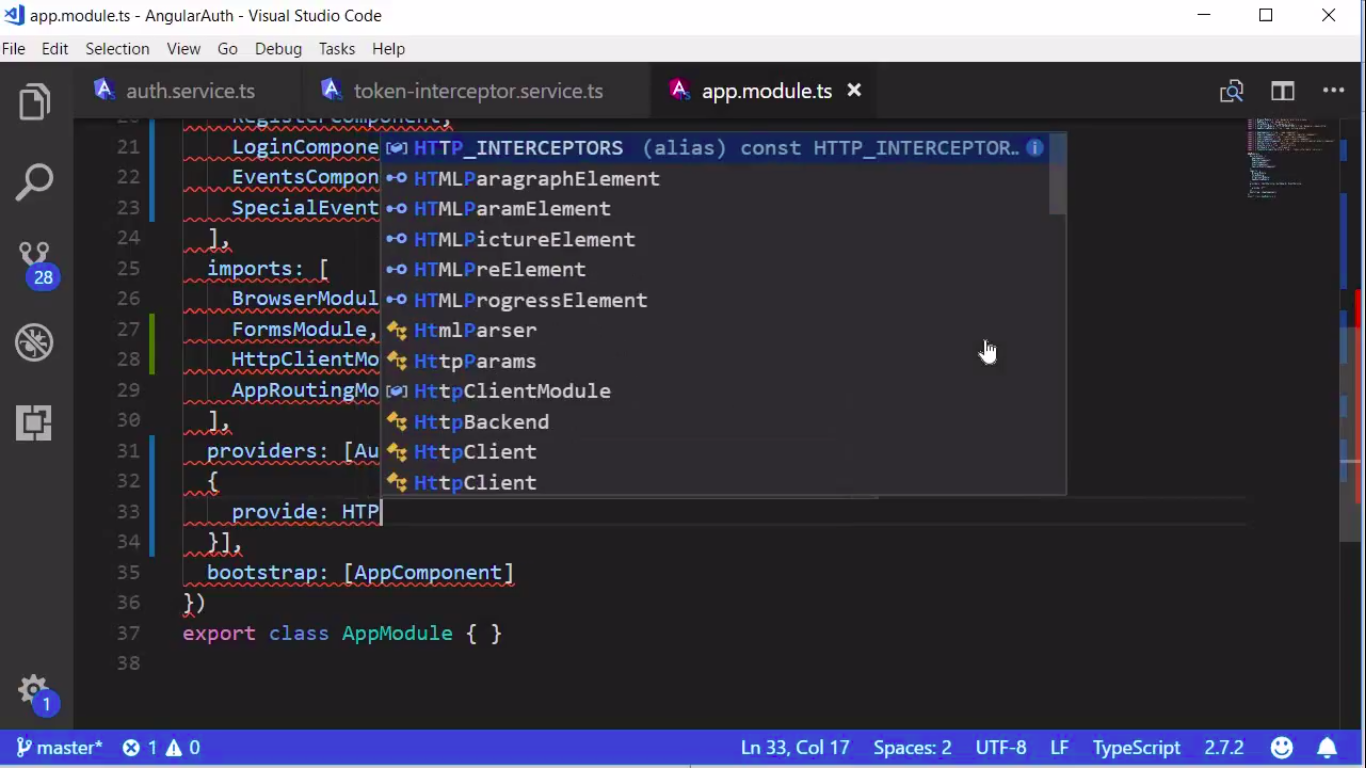 app.module.ts - AngularAuth - Visual Studio Code
File Edit Selection View Go Debug Tasks Help
auth.service.ts token-interceptor.service.ts app.module.ts
20 RegisterComponent,
21 LoginCompone
22 EventsCompon
23 SpecialEvent
24 ],
25 imports: [
26 BrowserModul
27 FormsModule,
28 HttpClientMo
29 AppRoutingMo
30 ],
31 providers: [Au
32 {
33 provide: HTP
34 }],
35 bootstrap: [AppComponent]
36 })
37 export class AppModule { }
38
HTTP_INTERCEPTORS (alias) const HTTP_INTERCEPTOR…
HTMLParagraphElement
HTMLParamElement
HTMLPictureElement
HTMLPreElement
HTMLProgressElement
HtmlParser
HttpParams
HttpClientModule
HttpBackend
HttpClient
HttpClient
28
1
master* 1 0 Ln 33, Col 17 Spaces: 2 UTF-8 LF TypeScript 2.7.2